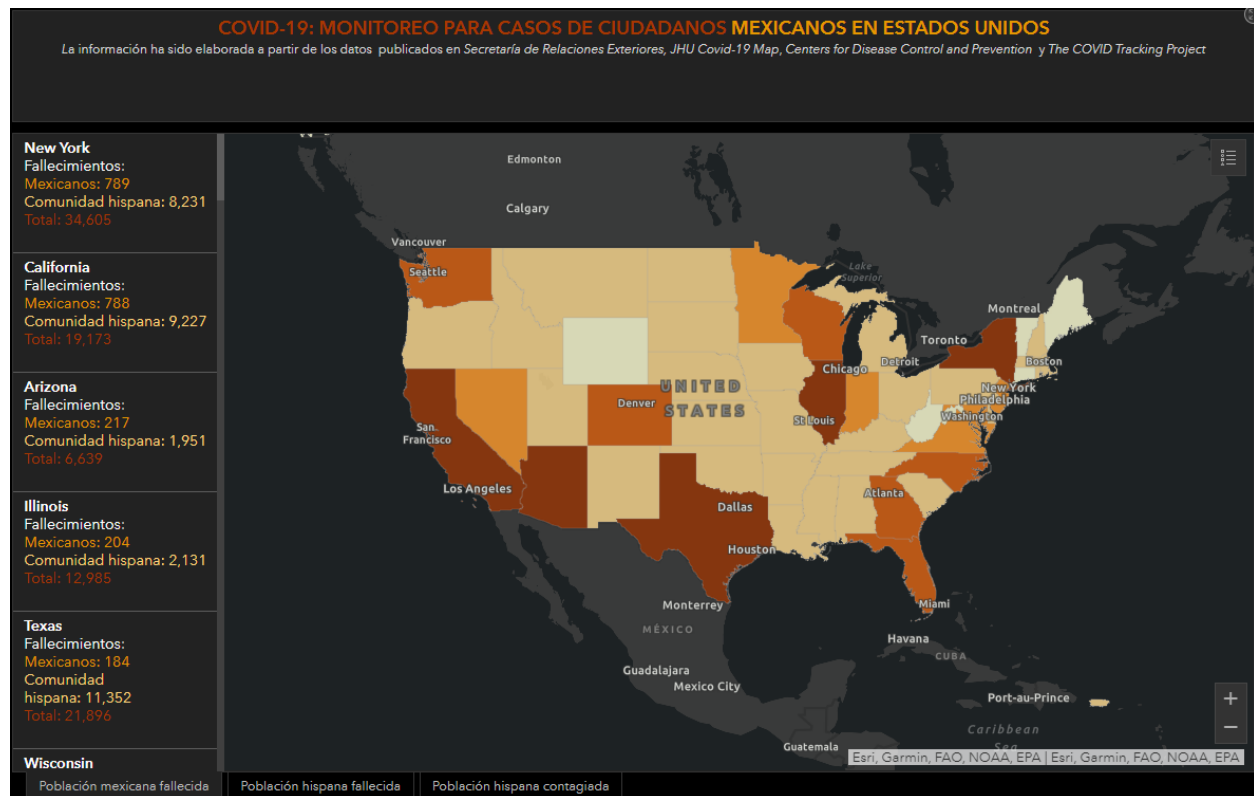 COVID-19: MONITOREO PARA CASOS DE CIUDADANOS MEXICANOS EN ESTADOS UNIDOS
La información ha sido elaborada a partir de los datos publicados en Secretaría de Relaciones Exteriores, JHU Covid-19 Map, Centers for Disease Control and Prevention y The COVID Tracking Project
New York
Fallecimientos:
Mexicanos: 789
Comunidad hispana: 8,231
Total: 34,605
California
Fallecimientos:
Mexicanos: 788
Comunidad hispana: 9,227
Total: 19,173
Arizona
Fallecimientos:
Mexicanos: 217
Comunidad hispana: 1,951
Total: 6,639
Illinois
Fallecimientos:
Mexicanos: 204
Comunidad hispana: 2,131
Total: 12,985
Texas
Fallecimientos:
Mexicanos: 184
Comunidad
hispana: 11,352
Total: 21,896
Wisconsin
Edmonton
Calgary
Vancouver
Seattle
Lake
Superior
Montreal
Toronto
Boston
Detroit
Chicago
New York
Philadelphia
UNITED
STATES
Denver
Washington
St Louis
San
Francisco
Los Angeles
Atlanta
Dallas
Houston
Monterrey
Miami
MÉXICO
Havana
CUBA
Guadalajara
Mexico City
Port-au-Prince
Caribbean
Sea
Guatemala
Esri, Garmin, FAO, NOAA, EPA | Esri, Garmin, FAO, NOAA, EPA
Población mexicana fallecida
Población hispana fallecida
Población hispana contagiada